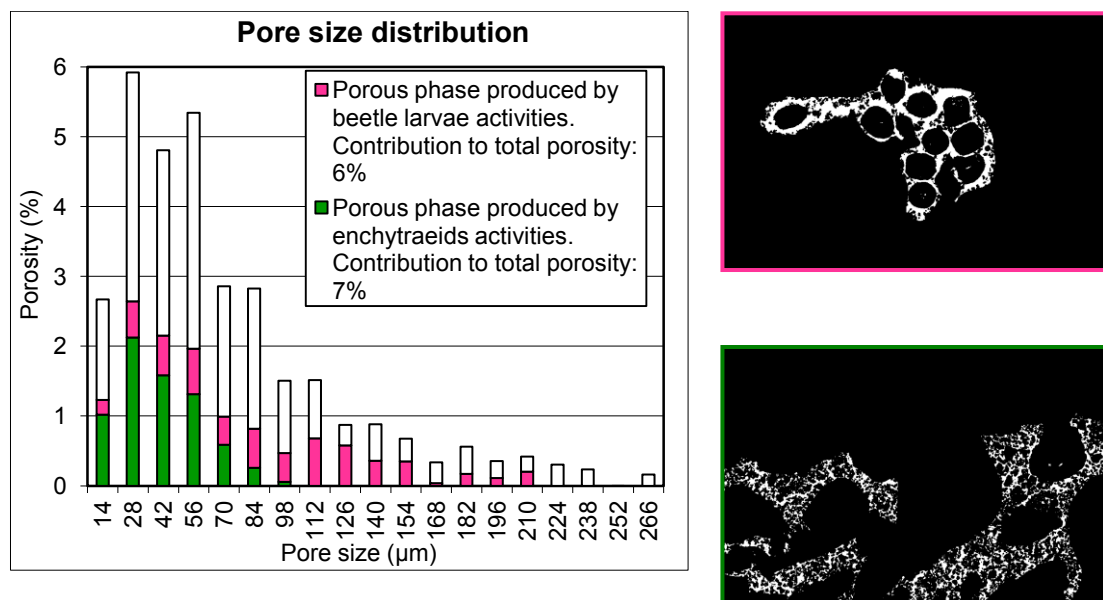 Pore size distribution
Porosity (%)
6
5
4
3
2
1
0
Porous phase produced by
beetle larvae activities.
Contribution to total porosity:
6%
Porous phase produced by
enchytraeids activities.
Contribution to total porosity:
7%
14 28 42 56 70 84 98 112 126 140 154 168 182 196 210 224 238 252 266
Pore size (µm)